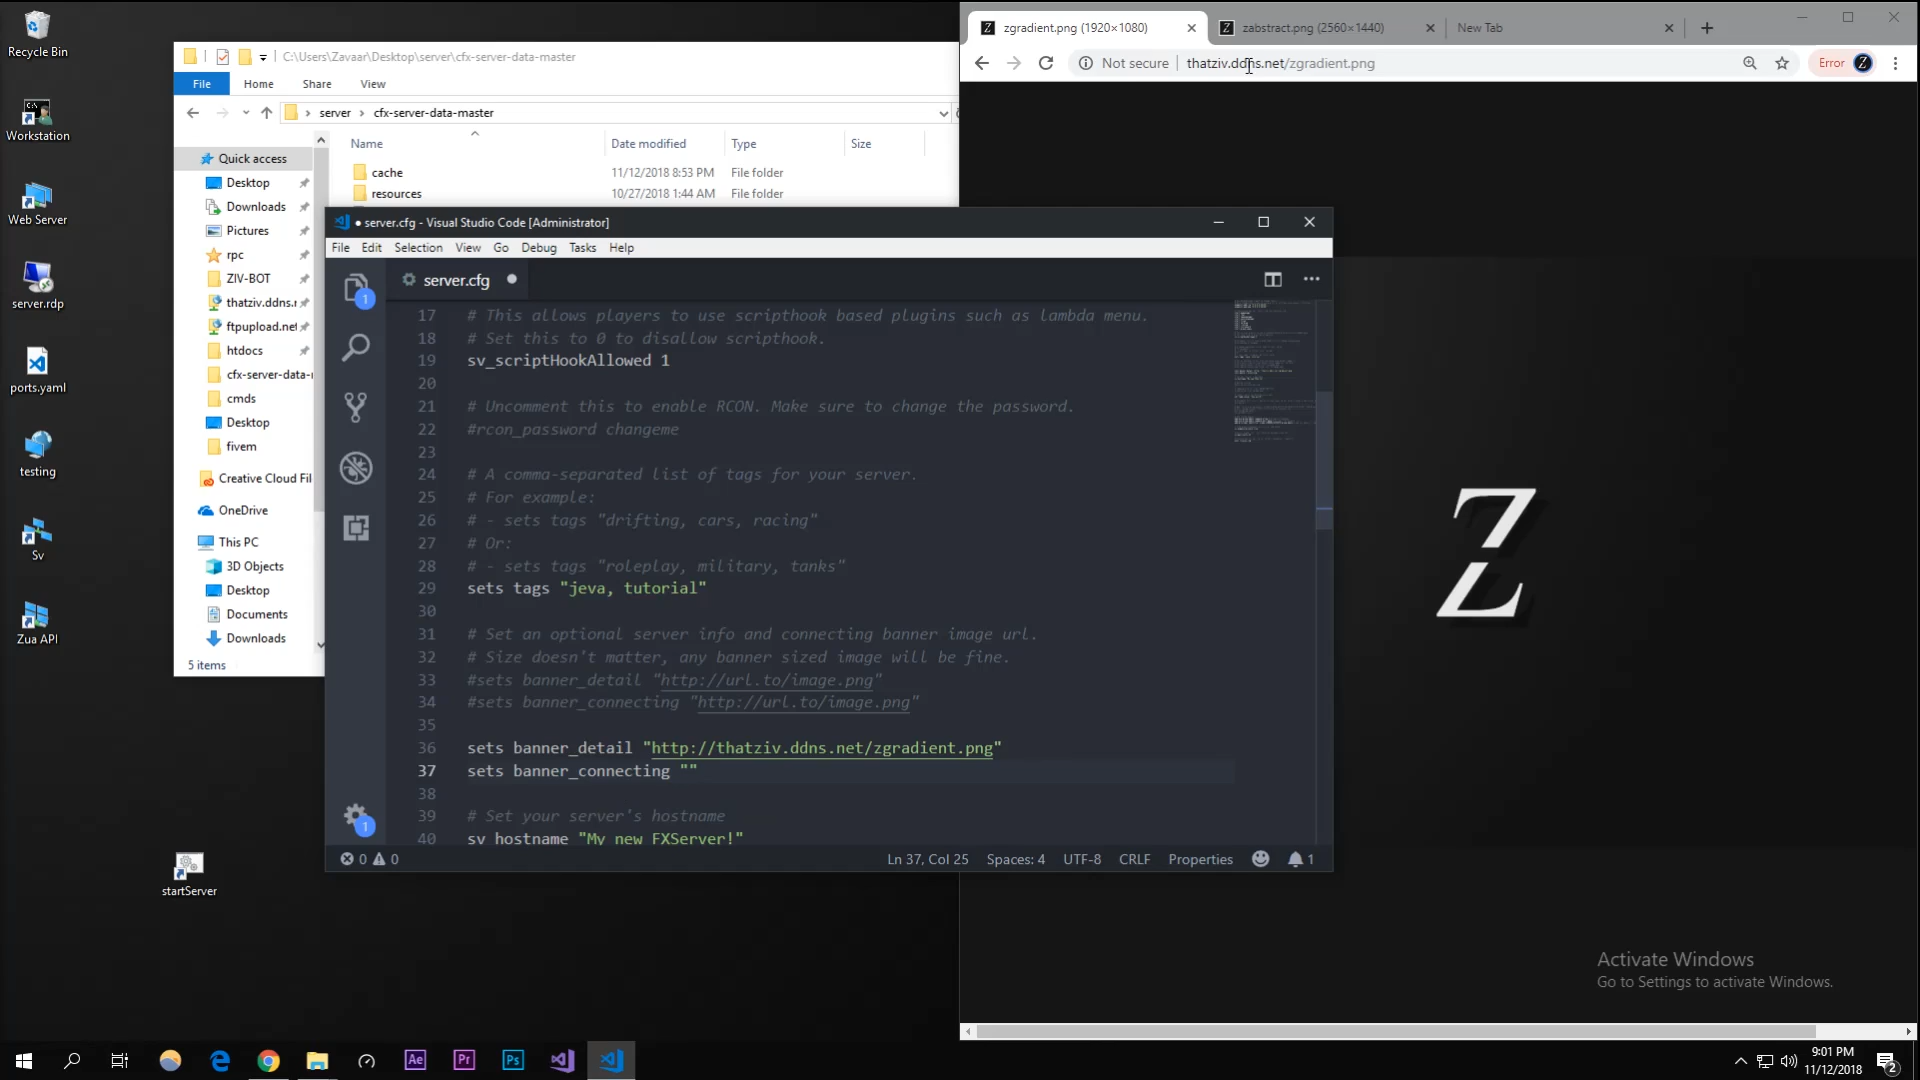 Recycle Bin
Workstation
Web Server
server.rdp
ports.yaml
testing
Sv
Zua API
startServer
C:\Users\Zavaar\Desktop\server\cfx-server-data-master
File Home Share View
server > cfx-server-data-master
Name Date modified Type Size
cache 11/12/2018 8:53 PM File folder
resources 10/27/2018 1:44 AM File folder
Quick access
Desktop
Downloads
Pictures
rpc
ZIV-BOT
thatziv.ddns.r
ftpupload.net
htdocs
cfx-server-data-
cmds
Desktop
fivem
Creative Cloud Fil
OneDrive
This PC
3D Objects
Desktop
Documents
Downloads
5 items
zgradient.png (1920×1080)
zabstract.png (2560×1440)
New Tab
Not secure | thatziv.ddns.net/zgradient.png
Error Z
Z
● server.cfg - Visual Studio Code [Administrator]
File Edit Selection View Go Debug Tasks Help
1
server.cfg
17 # This allows players to use scripthook based plugins such as lambda menu.
18 # Set this to 0 to disallow scripthook.
19 sv_scriptHookAllowed 1
20
21 # Uncomment this to enable RCON. Make sure to change the password.
22 #rcon_password changeme
23
24 # A comma-separated list of tags for your server.
25 # For example:
26 # - sets tags "drifting, cars, racing"
27 # Or:
28 # - sets tags "roleplay, military, tanks"
29 sets tags "jeva, tutorial"
30
31 # Set an optional server info and connecting banner image url.
32 # Size doesn't matter, any banner sized image will be fine.
33 #sets banner_detail "http://url.to/image.png"
34 #sets banner_connecting "http://url.to/image.png"
35
36 sets banner_detail "http://thatziv.ddns.net/zgradient.png"
37 sets banner_connecting ""
38
39 # Set your server's hostname
40 sv_hostname "My new FXServer!"
1
0 0 Ln 37, Col 25 Spaces: 4 UTF-8 CRLF Properties 1
Activate Windows
Go to Settings to activate Windows.
Ae Pr Ps
9:01 PM
11/12/2018
2